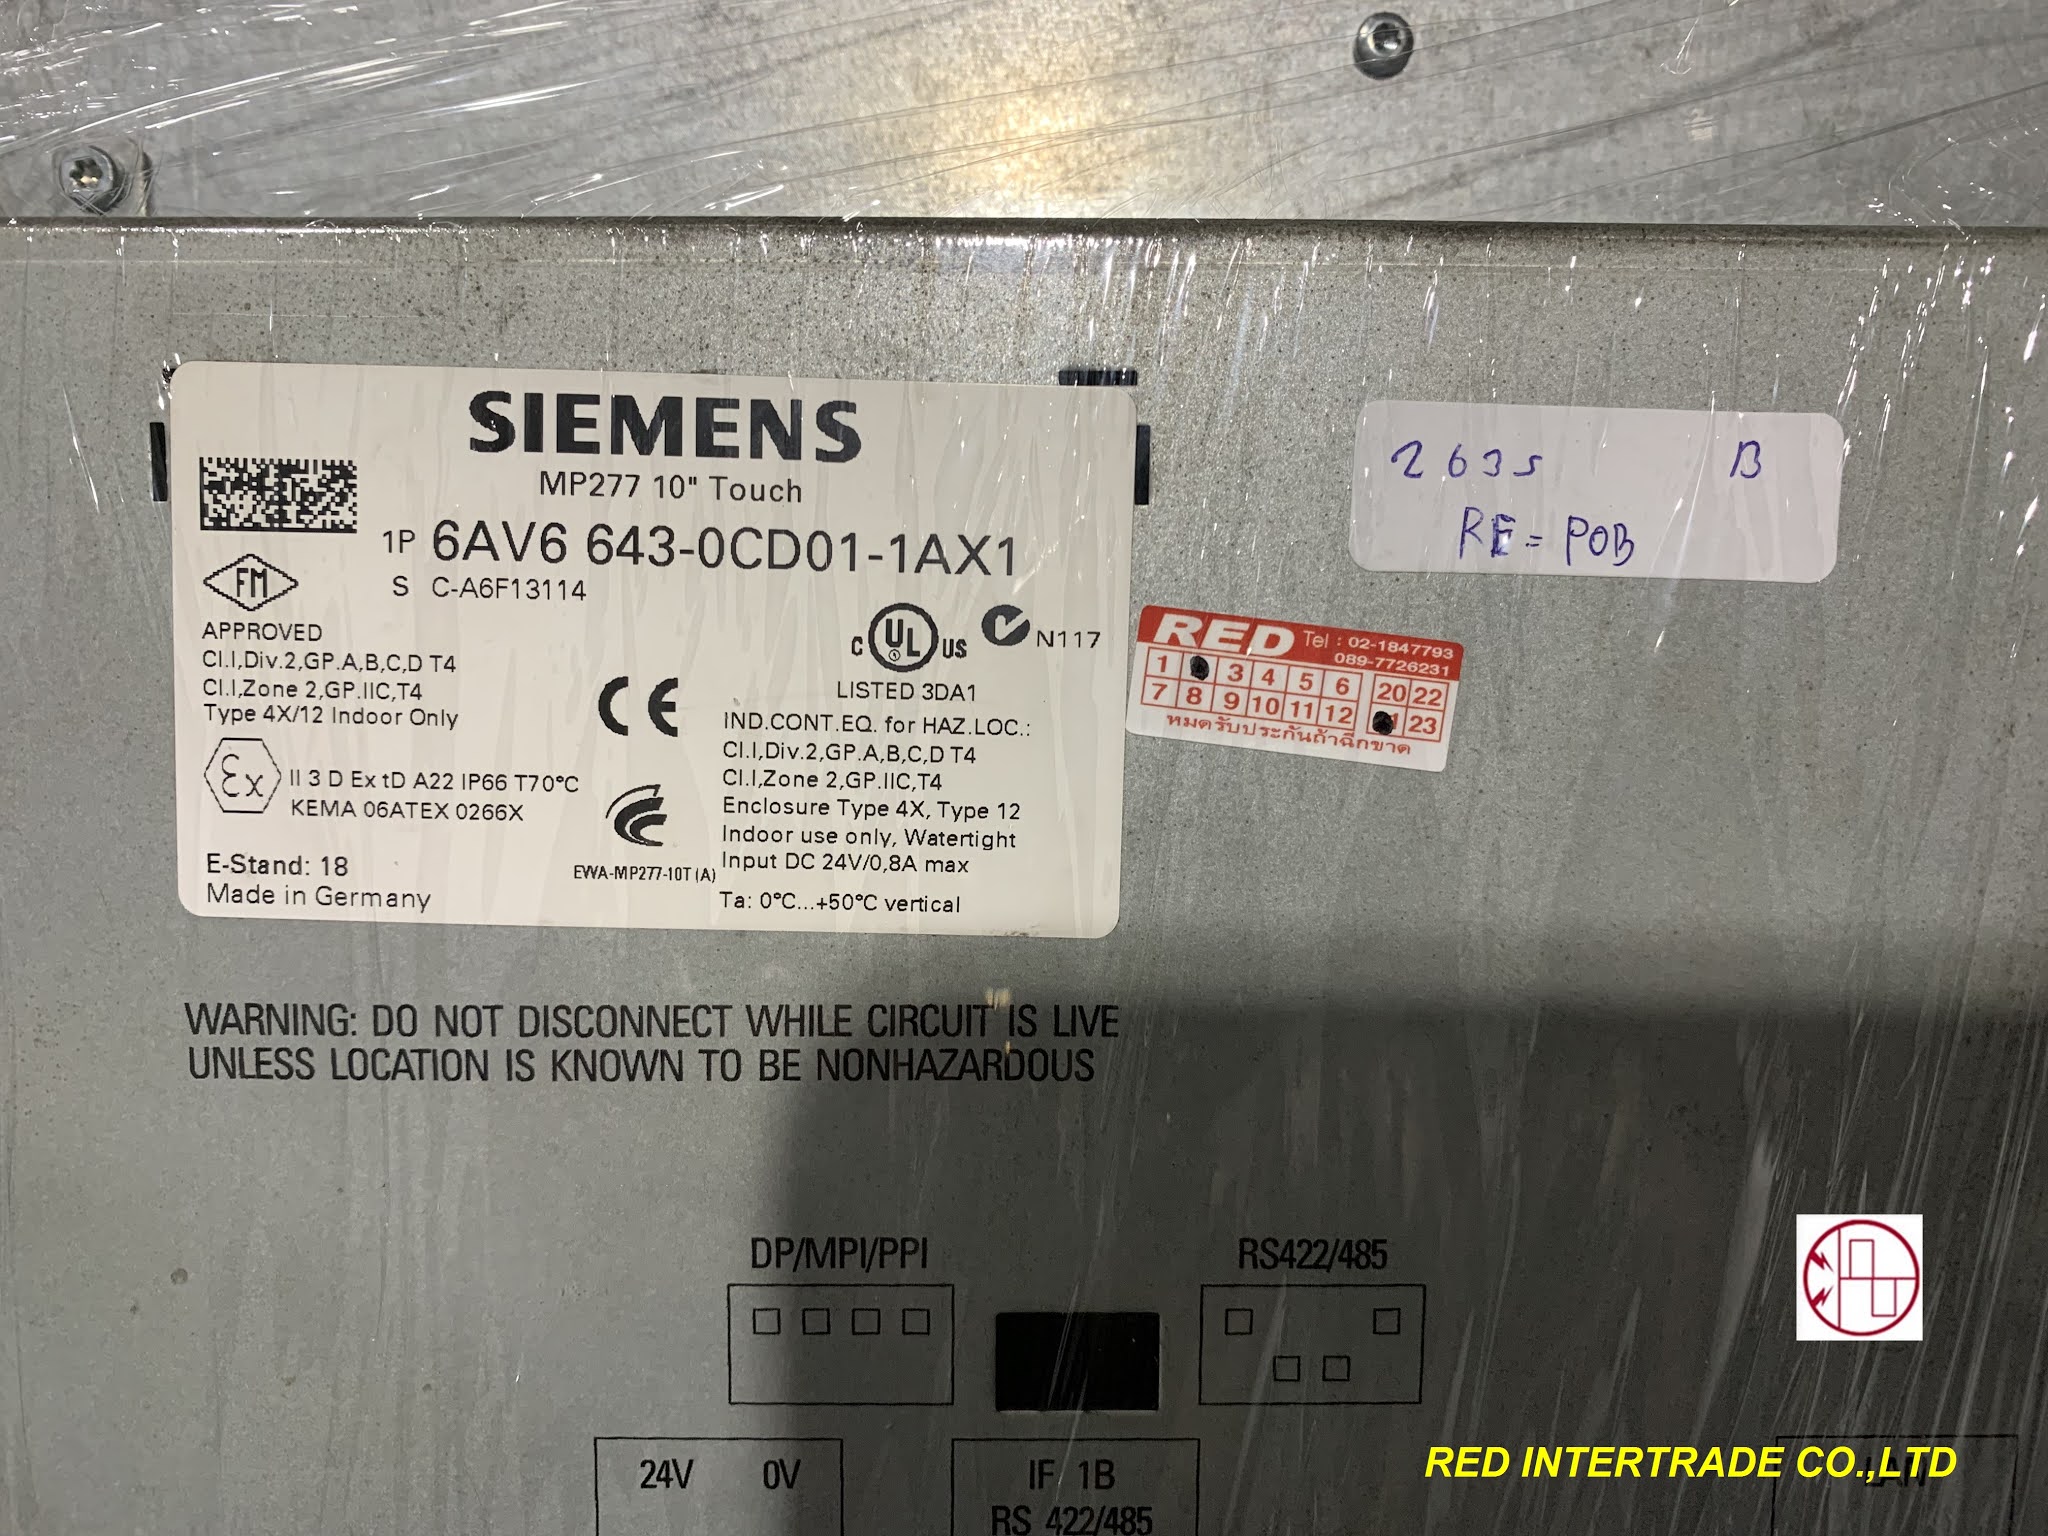 SIEMENS
MP277 10" Touch
1P 6AV6 643-0CD01-1AX1
S C-A6F13114
FM
APPROVED
Cl.I,Div.2,GP.A,B,C,D T4
Cl.I,Zone 2,GP.IIC,T4
Type 4X/12 Indoor Only
Ex II 3 D Ex tD A22 IP66 T70°C
KEMA 06ATEX 0266X
E-Stand: 18
Made in Germany
CE
EWA-MP277-10T (A)
C UL US N117
LISTED 3DA1
IND.CONT.EQ. for HAZ.LOC.:
Cl.I,Div.2,GP.A,B,C,D T4
Cl.I,Zone 2,GP.IIC,T4
Enclosure Type 4X, Type 12
Indoor use only, Watertight
Input DC 24V/0,8A max
Ta: 0°C...+50°C vertical
2635 B
RE = POB
RED Tel : 02-1847793
089-7726231
1 3 4 5 6 20 22
7 8 9 10 11 12 23
หมดรับประกันถ้าฉีกขาด
WARNING: DO NOT DISCONNECT WHILE CIRCUIT IS LIVE
UNLESS LOCATION IS KNOWN TO BE NONHAZARDOUS
DP/MPI/PPI RS422/485
24V 0V IF 1B LAN
RS 422/485
RED INTERTRADE CO.,LTD